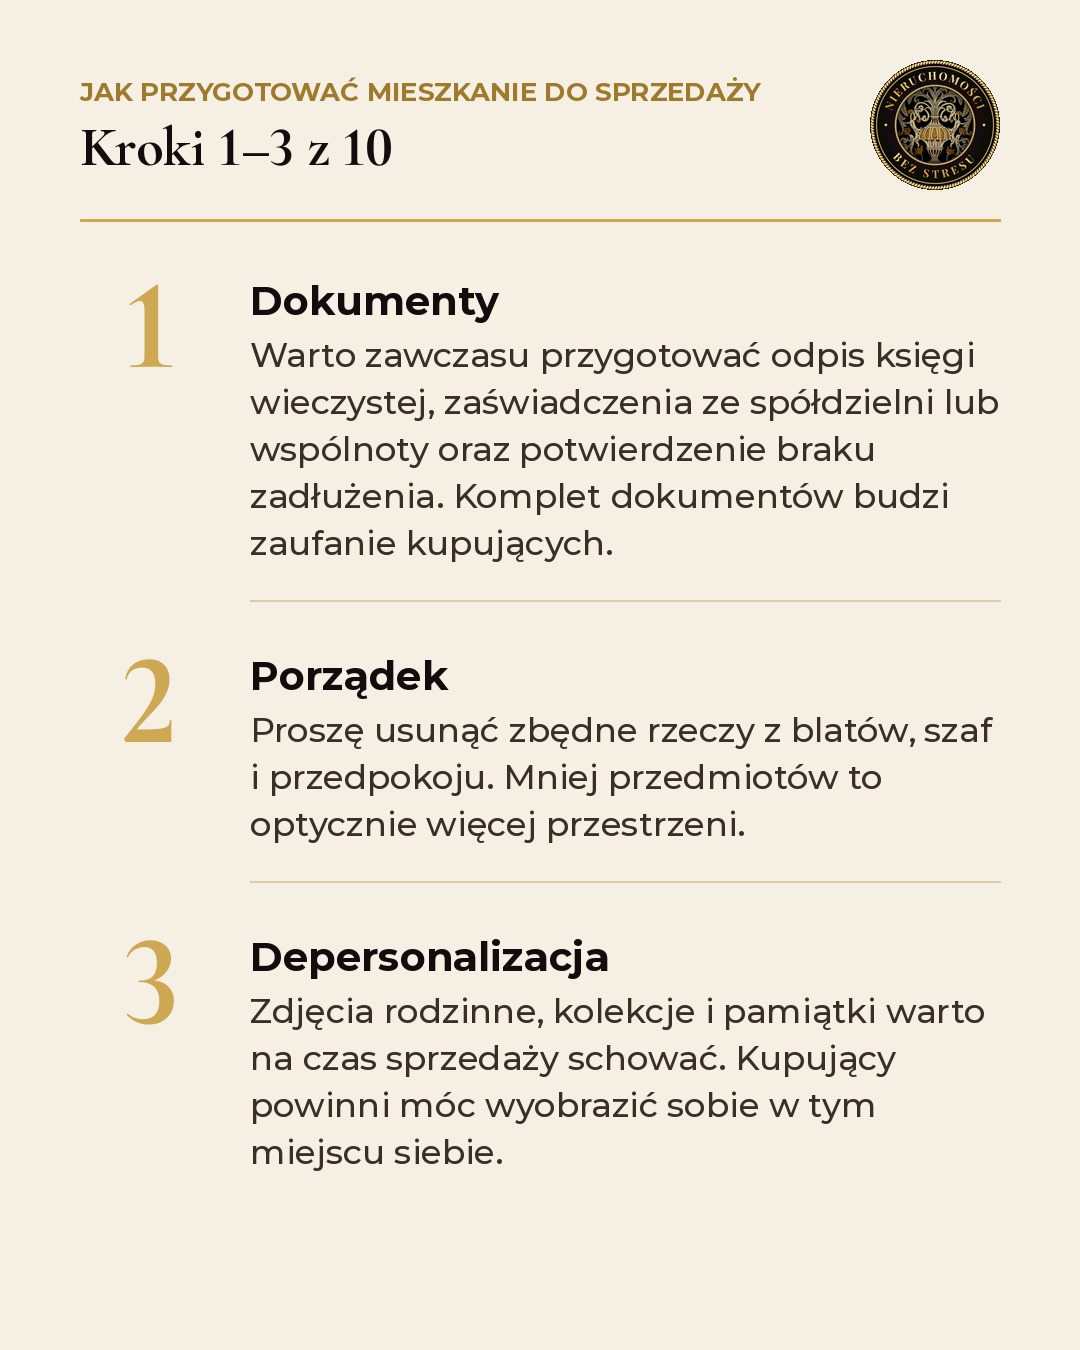 JAK PRZYGOTOWAĆ MIESZKANIE DO SPRZEDAŻY
Kroki 1–3 z 10
NIERUCHOMOŚCI
BEZ STRESU
1
Dokumenty
Warto zawczasu przygotować odpis księgi
wieczystej, zaświadczenia ze spółdzielni lub
wspólnoty oraz potwierdzenie braku
zadłużenia. Komplet dokumentów budzi
zaufanie kupujących.
2
Porządek
Proszę usunąć zbędne rzeczy z blatów, szaf
i przedpokoju. Mniej przedmiotów to
optycznie więcej przestrzeni.
3
Depersonalizacja
Zdjęcia rodzinne, kolekcje i pamiątki warto
na czas sprzedaży schować. Kupujący
powinni móc wyobrazić sobie w tym
miejscu siebie.